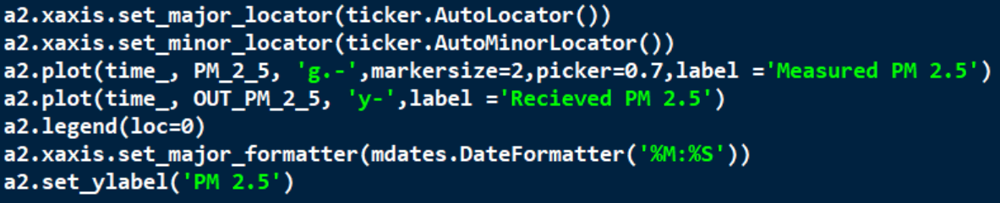 a2.xaxis.set_major_locator(ticker.AutoLocator())
a2.xaxis.set_minor_locator(ticker.AutoMinorLocator())
a2.plot(time_, PM_2_5, 'g.-',markersize=2,picker=0.7,label ='Measured PM 2.5')
a2.plot(time_, OUT_PM_2_5, 'y-',label ='Recieved PM 2.5')
a2.legend(loc=0)
a2.xaxis.set_major_formatter(mdates.DateFormatter('%M:%S'))
a2.set_ylabel('PM 2.5')